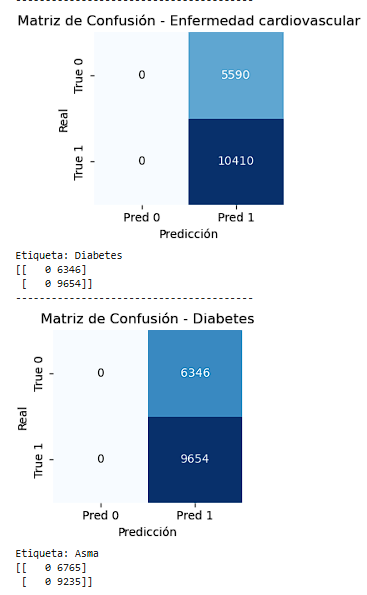 ----------------------------------------
Matriz de Confusión - Enfermedad cardiovascular
True 0
0
5590
Real
True 1
0
10410
Pred 0
Pred 1
Predicción
Etiqueta: Diabetes
[[   0 6346]
 [   0 9654]]
----------------------------------------
Matriz de Confusión - Diabetes
True 0
0
6346
Real
True 1
0
9654
Pred 0
Pred 1
Predicción
Etiqueta: Asma
[[   0 6765]
 [   0 9235]]